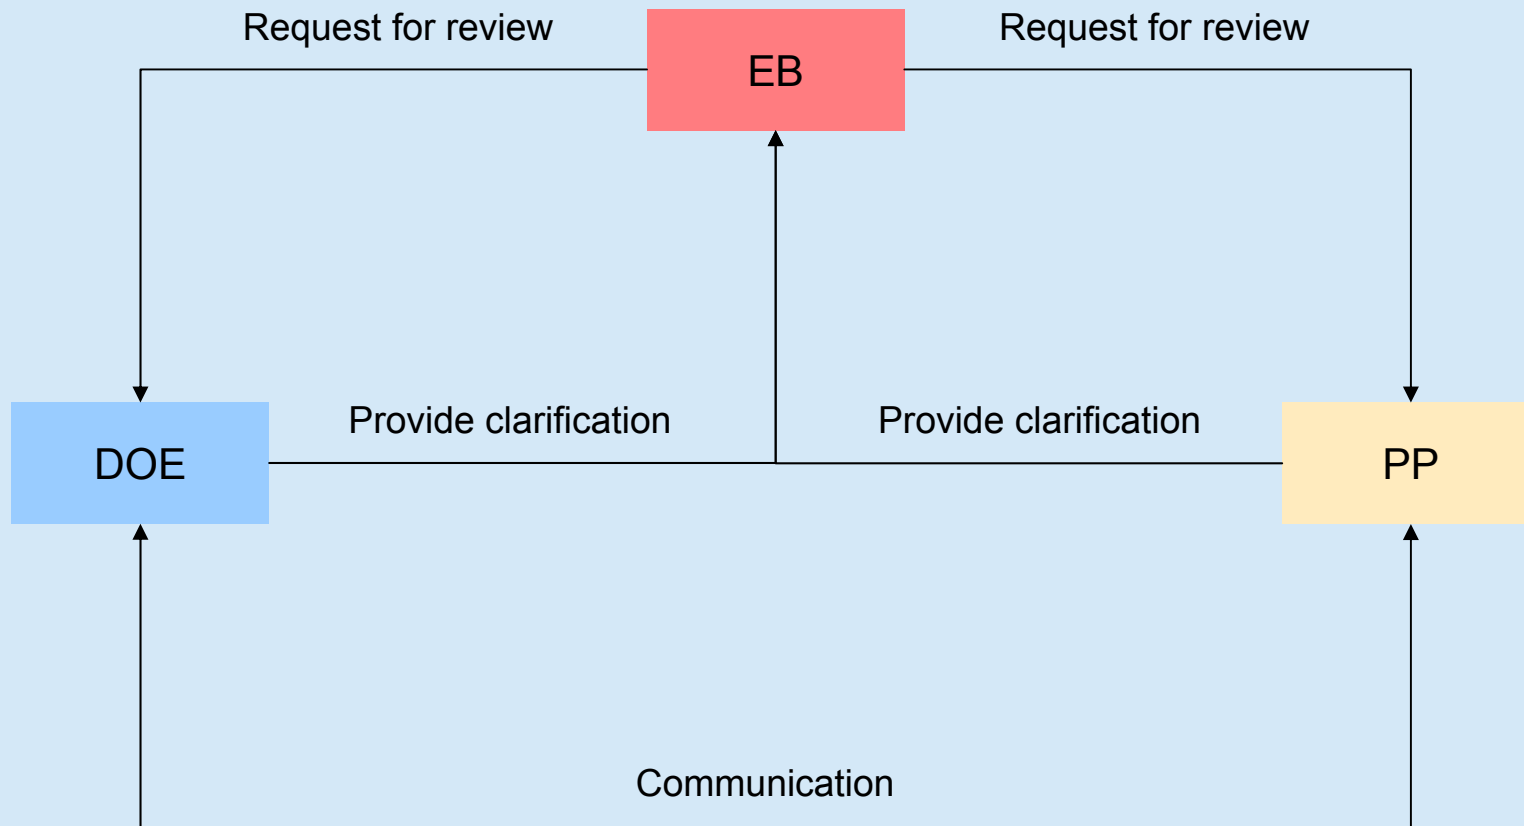 Request for review
EB
Request for review
DOE
Provide clarification
Provide clarification
PP
Communication